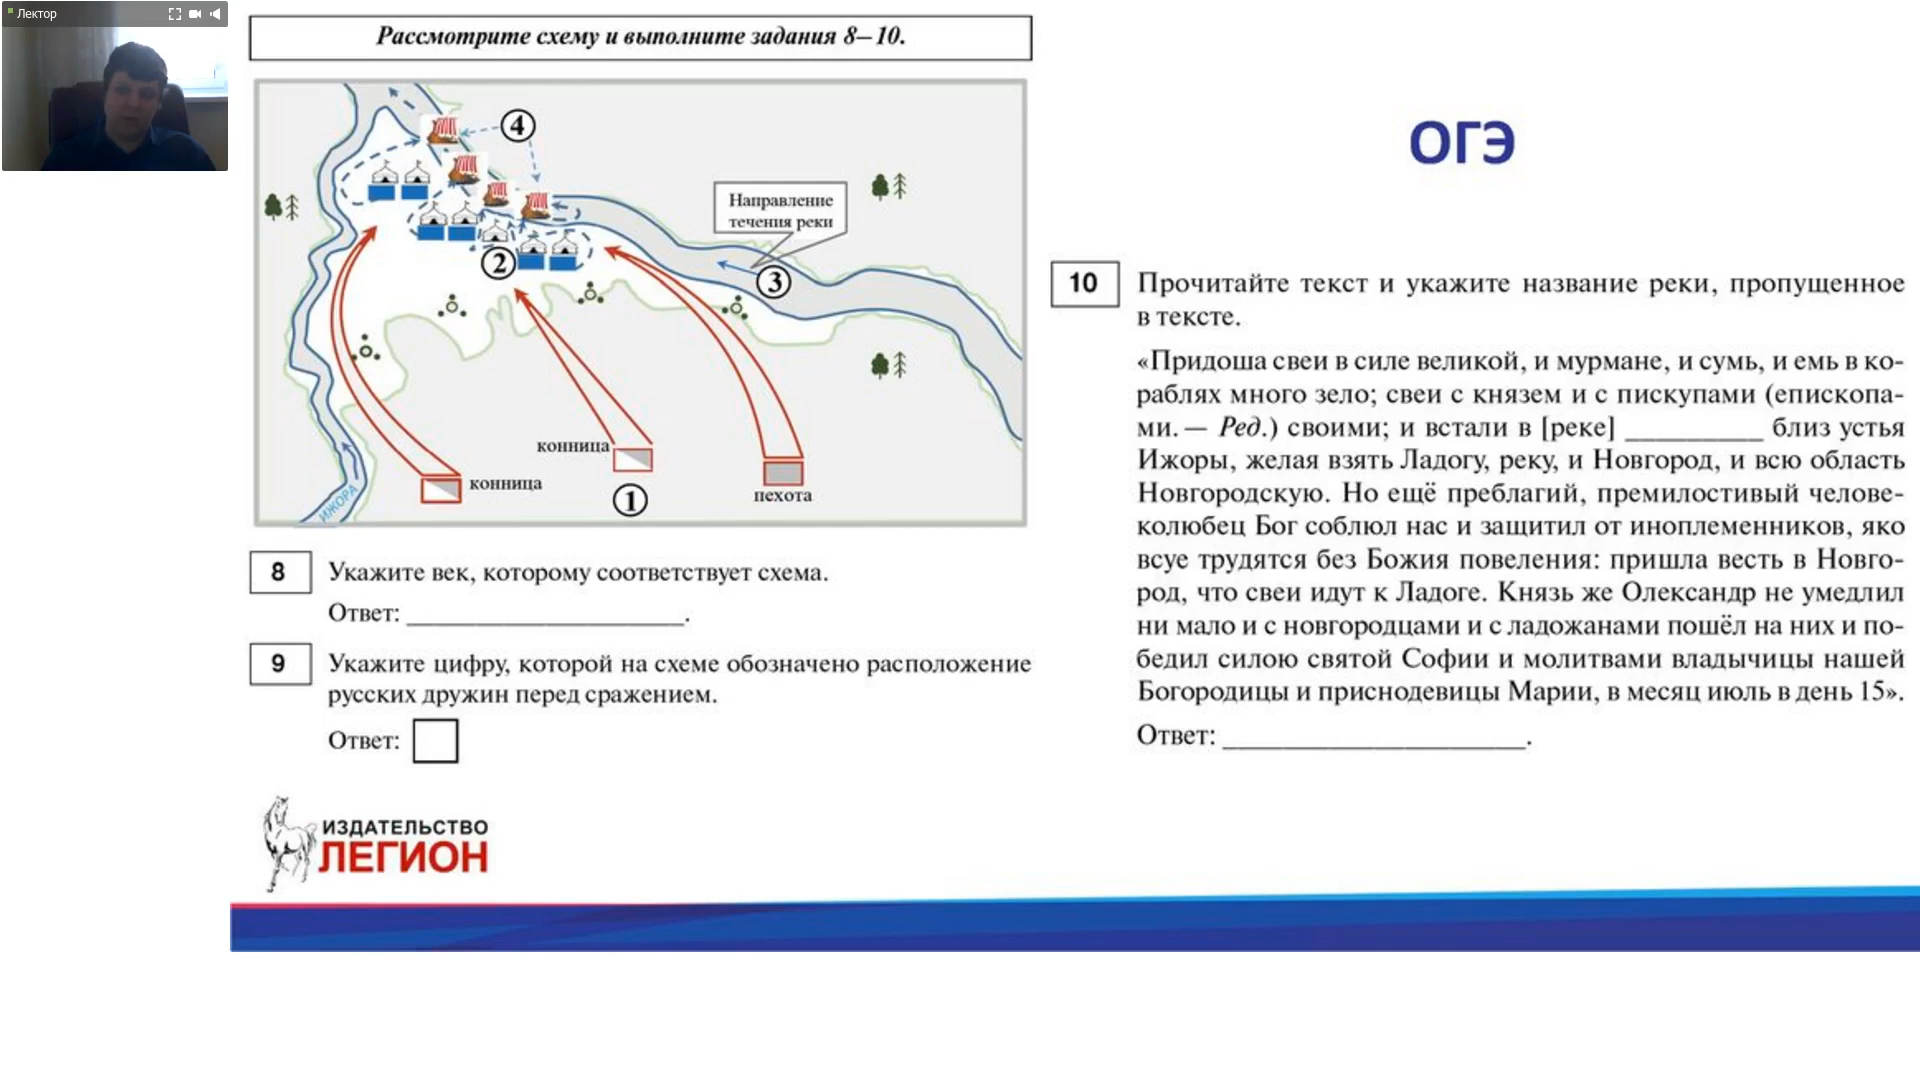 Лектор
Рассмотрите схему и выполните задания 8–10.
4
Направление
течения реки
2
3
конница
конница
1
пехота
ИЖОРА
8 Укажите век, которому соответствует схема.
Ответ: ____________________.
9 Укажите цифру, которой на схеме обозначено расположение
русских дружин перед сражением.
Ответ:
ИЗДАТЕЛЬСТВО
ЛЕГИОН
ОГЭ
10 Прочитайте текст и укажите название реки, пропущенное
в тексте.
«Придоша свеи в силе великой, и мурмане, и сумь, и емь в ко-
раблях много зело; свеи с князем и с пискупами (епископа-
ми. — Ред.) своими; и встали в [реке] __________ близ устья
Ижоры, желая взять Ладогу, реку, и Новгород, и всю область
Новгородскую. Но ещё преблагий, премилостивый челове-
колюбец Бог соблюл нас и защитил от иноплеменников, яко
всуе трудятся без Божия повеления: пришла весть в Новго-
род, что свеи идут к Ладоге. Князь же Олександр не умедлил
ни мало и с новгородцами и с ладожанами пошёл на них и по-
бедил силою святой Софии и молитвами владычицы нашей
Богородицы и приснодевицы Марии, в месяц июль в день 15».
Ответ: ______________________.